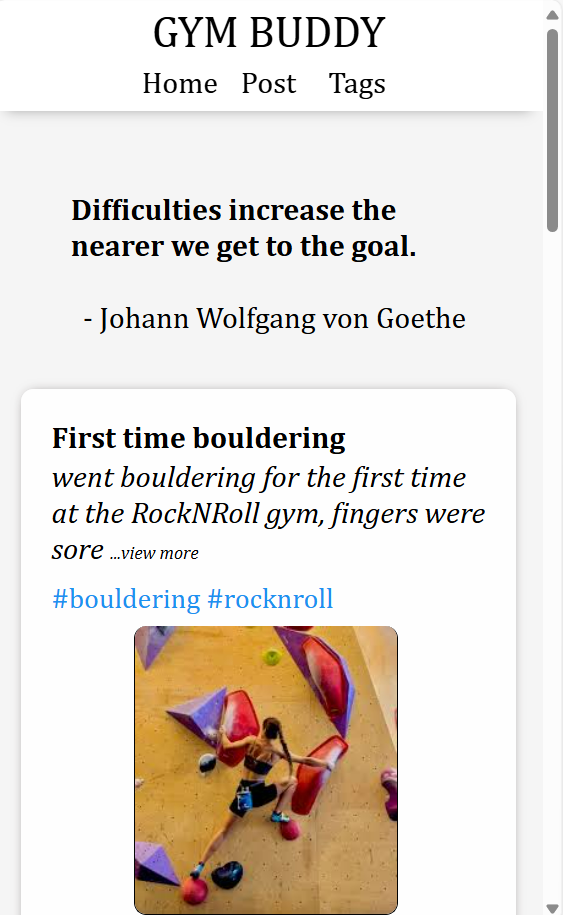 GYM BUDDY
Home Post Tags
Difficulties increase the
nearer we get to the goal.
- Johann Wolfgang von Goethe
First time bouldering
went bouldering for the first time
at the RockNRoll gym, fingers were
sore ...view more
#bouldering #rocknroll